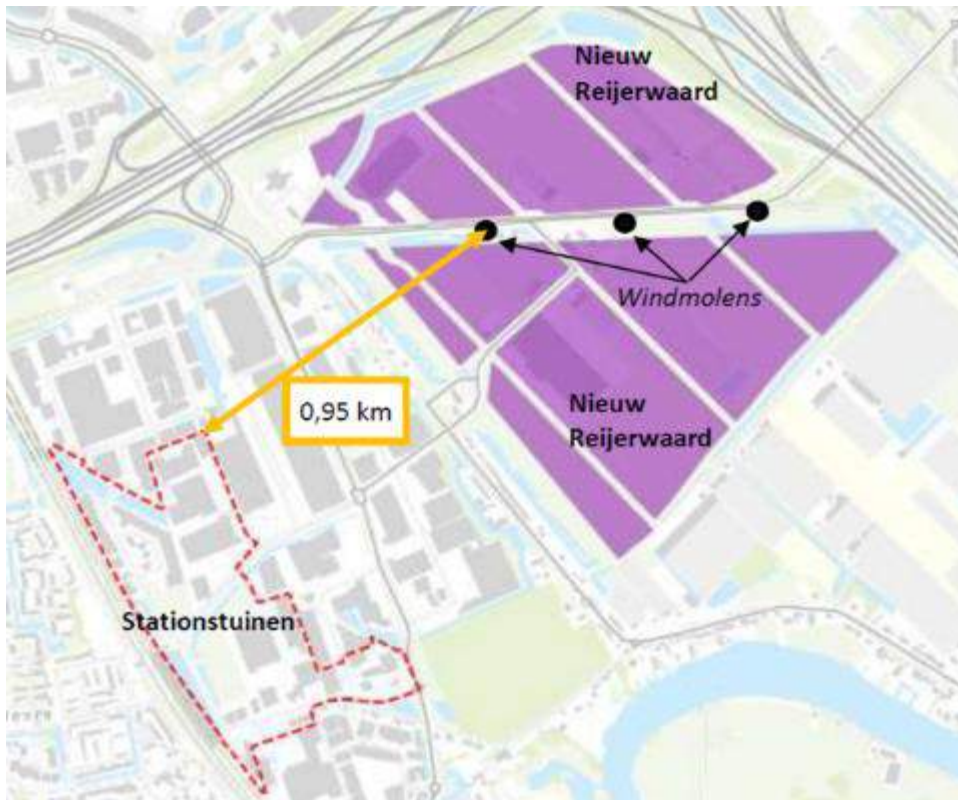 Nieuw
Reijerwaard
Windmolens
0,95 km
Nieuw
Reijerwaard
Stationstuinen